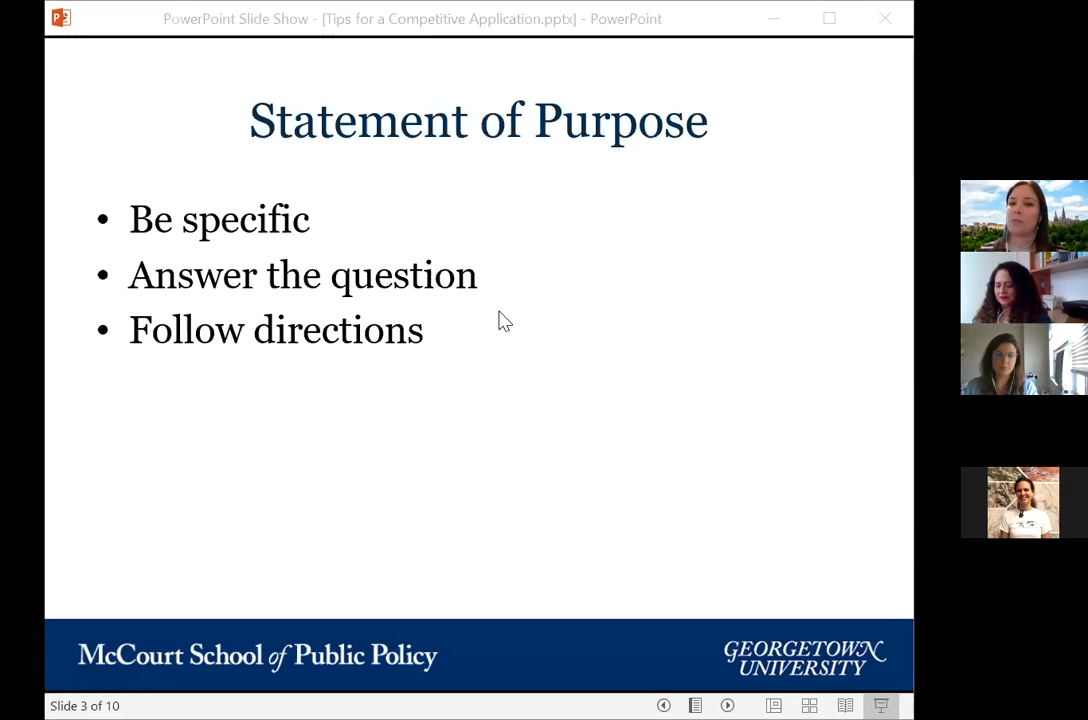 PowerPoint Slide Show - [Tips for a Competitive Application.pptx] - PowerPoint
Statement of Purpose
• Be specific
• Answer the question
• Follow directions
McCourt School of Public Policy
GEORGETOWN
UNIVERSITY
Slide 3 of 10